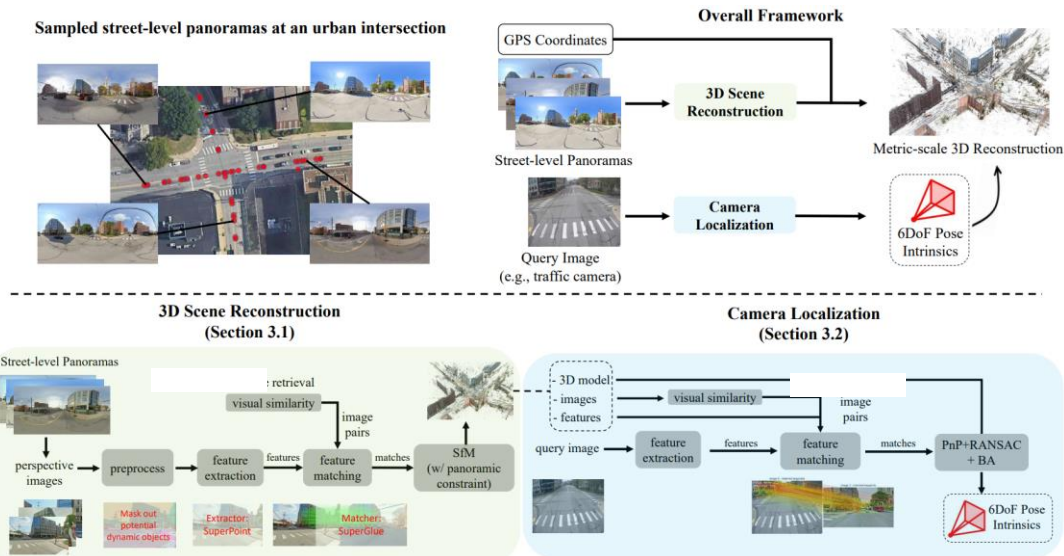 Sampled street-level panoramas at an urban intersection
Overall Framework
GPS Coordinates
3D Scene
Reconstruction
Street-level Panoramas
Metric-scale 3D Reconstruction
Camera
Localization
Query Image
(e.g., traffic camera)
6DoF Pose
Intrinsics
3D Scene Reconstruction
(Section 3.1)
Street-level Panoramas
retrieval
visual similarity
image
pairs
perspective
images
preprocess
feature
extraction
features
feature
matching
matches
SfM
(w/ panoramic
constraint)
Mask out
potential
dynamic objects
Extractor:
SuperPoint
Matcher:
SuperGlue
Camera Localization
(Section 3.2)
- 3D model
- images
- features
visual similarity
image
pairs
query image
feature
extraction
features
feature
matching
matches
PnP+RANSAC
+ BA
6DoF Pose
Intrinsics